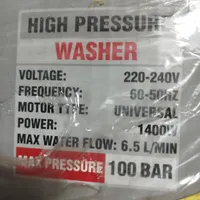 HIGH PRESSURE
WASHER
VOLTAGE: 220-240V
FREQUENCY: 60-50HZ
MOTOR TYPE: UNIVERSAL
POWER: 1400W
MAX WATER FLOW: 6.5 L/MIN
MAX PRESSURE 100 BAR